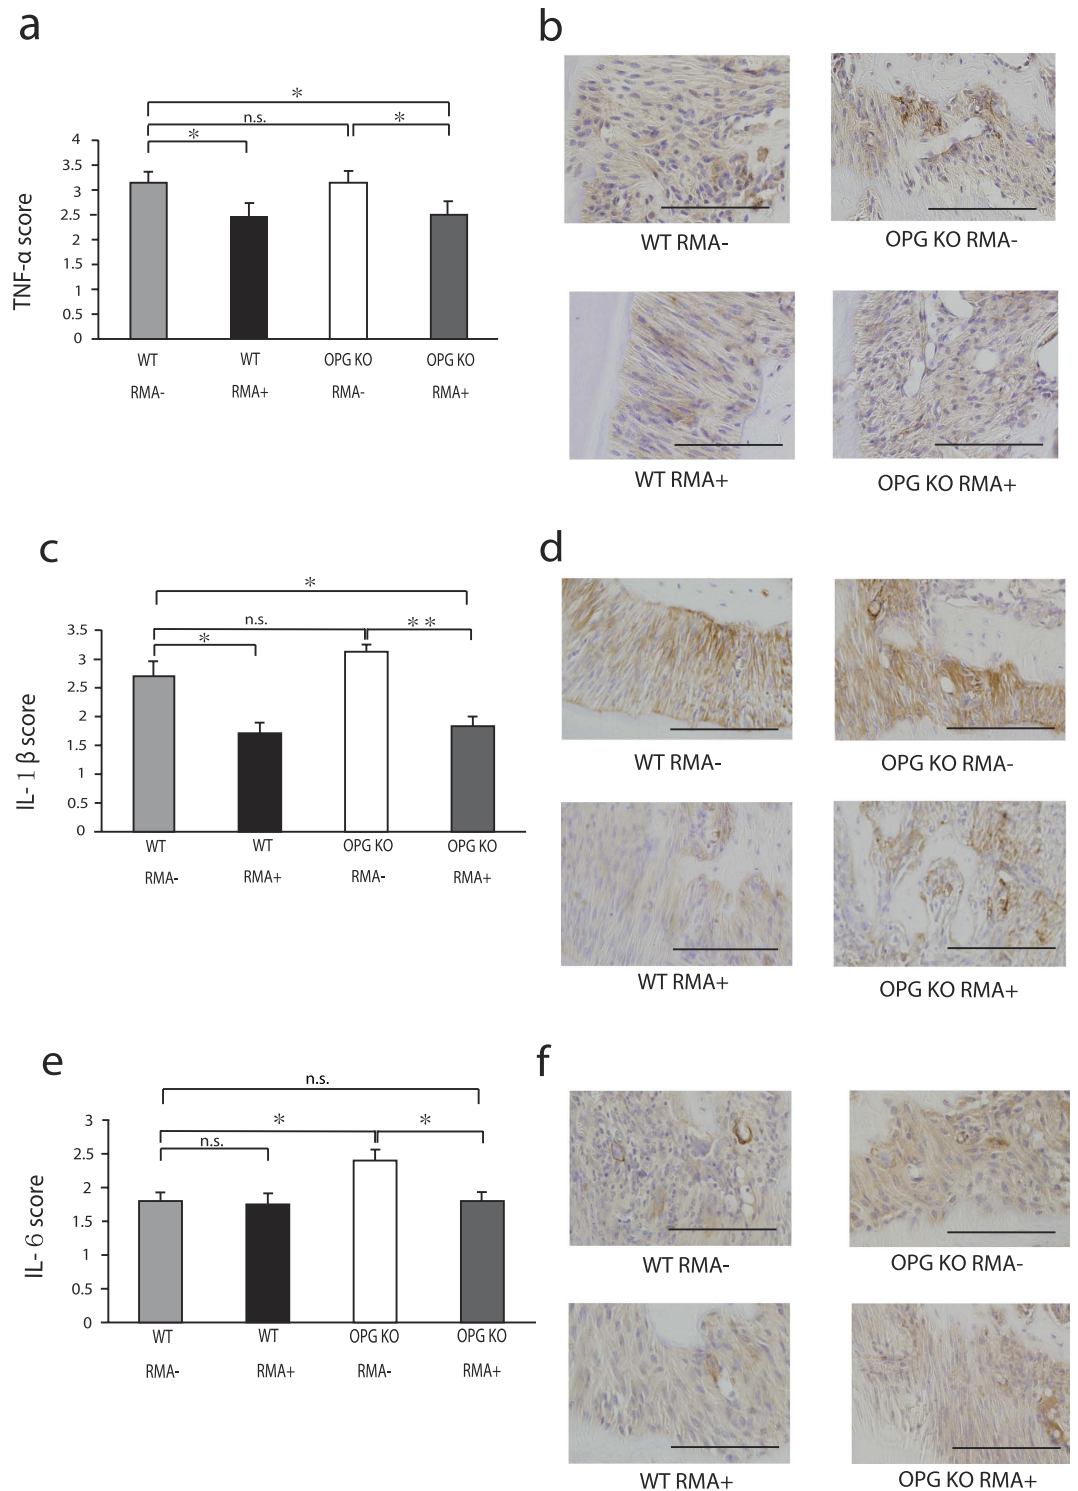 a
TNF-α score
4
3.5
3
2.5
2
1.5
1
0.5
0
*
n.s.
*
*
WT WT OPG KO OPG KO
RMA- RMA+ RMA- RMA+
b
WT RMA-
OPG KO RMA-
WT RMA+
OPG KO RMA+
c
IL-1 β score
3.5
3
2.5
2
1.5
1
0.5
0
*
n.s.
*
**
WT WT OPG KO OPG KO
RMA- RMA+ RMA- RMA+
d
WT RMA-
OPG KO RMA-
WT RMA+
OPG KO RMA+
e
IL-6 score
3
2.5
2
1.5
1
0.5
0
n.s.
*
*
n.s.
WT WT OPG KO OPG KO
RMA- RMA+ RMA- RMA+
f
WT RMA-
OPG KO RMA-
WT RMA+
OPG KO RMA+